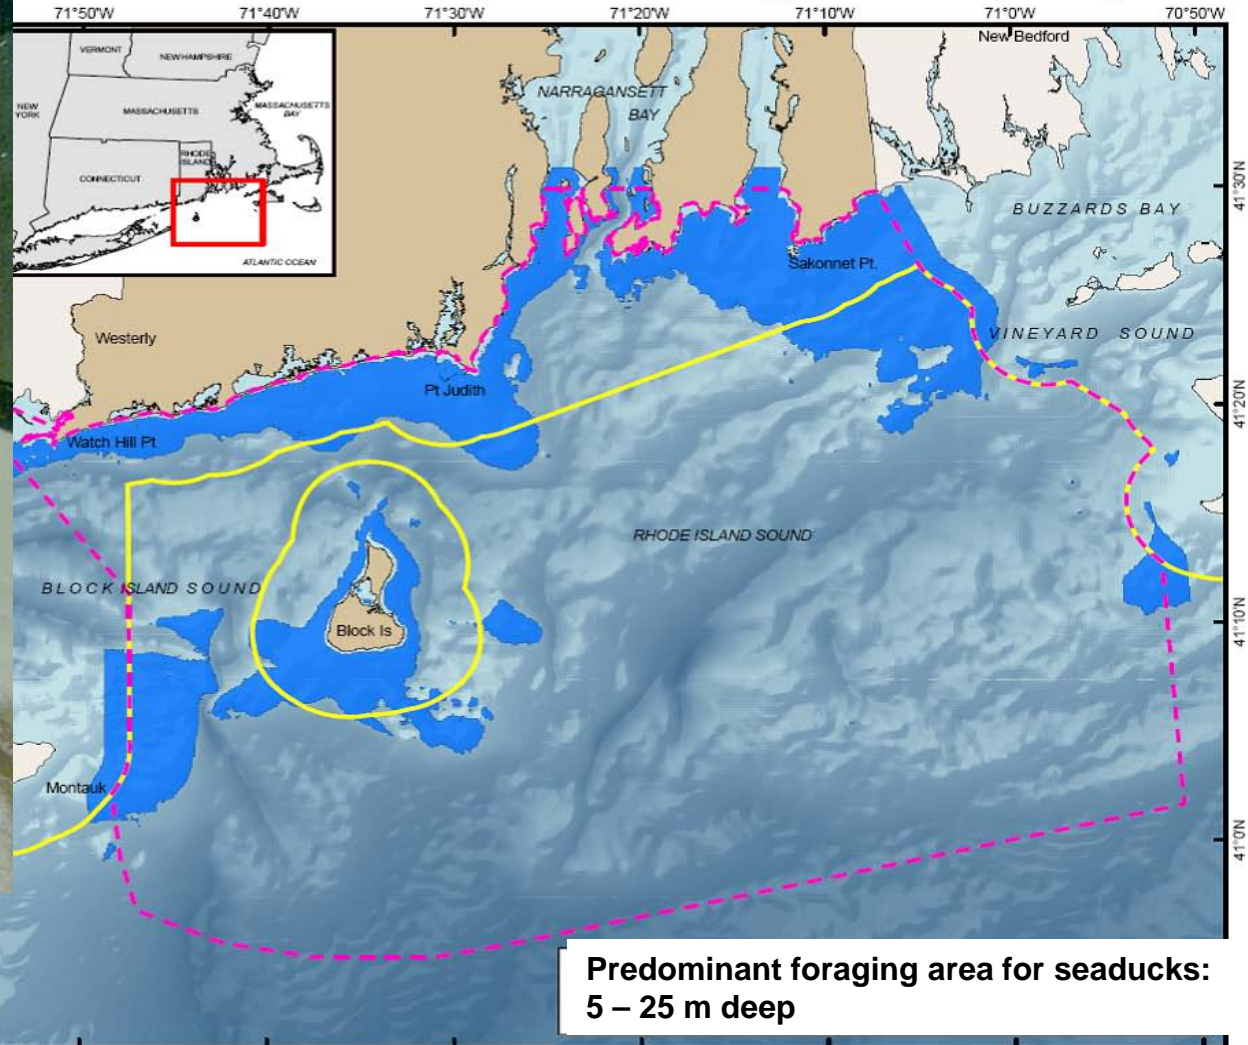 71°50'W 71°40'W 71°30'W 71°20'W 71°10'W 71°0'W 70°50'W
VERMONT
NEW HAMPSHIRE
NEW
YORK
MASSACHUSETTS
MASSACHUSETTS
BAY
RHODE
ISLAND
CONNECTICUT
ATLANTIC OCEAN
New Bedford
NARRAGANSETT
BAY
41°30'N
BUZZARDS BAY
Sakonnet Pt.
VINEYARD SOUND
Westerly
Pt Judith
41°20'N
Watch Hill Pt
RHODE ISLAND SOUND
BLOCK ISLAND SOUND
41°10'N
Block Is
Montauk
41°0'N
Predominant foraging area for seaducks:
5 – 25 m deep